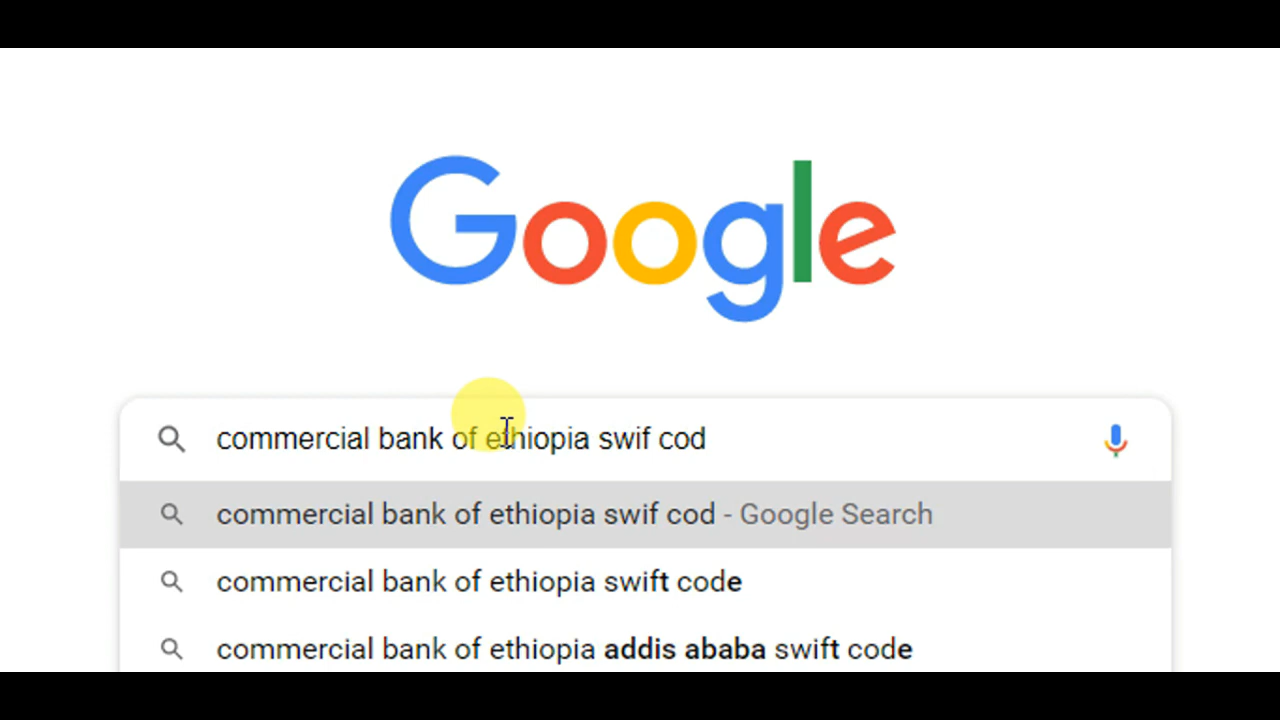 Google
commercial bank of ethiopia swif cod
commercial bank of ethiopia swif cod - Google Search
commercial bank of ethiopia swift code
commercial bank of ethiopia addis ababa swift code